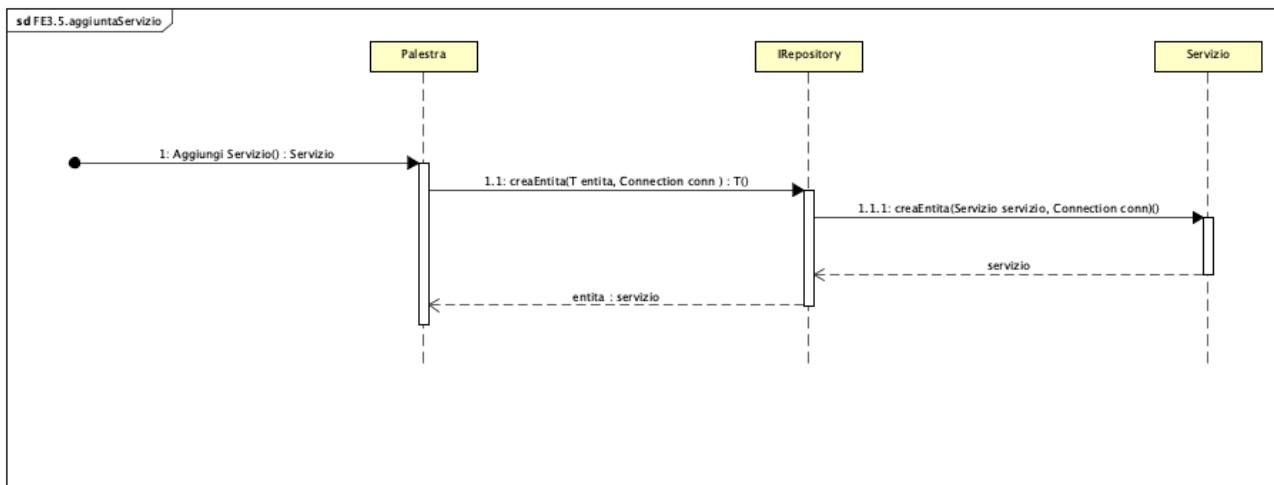 sd FE3.5.aggiuntaServizio
Palestra
IRepository
Servizio
1: Aggiungi Servizio() : Servizio
1.1: creaEntita(T entita, Connection conn ) : T()
1.1.1: creaEntita(Servizio servizio, Connection conn)()
servizio
entita : servizio